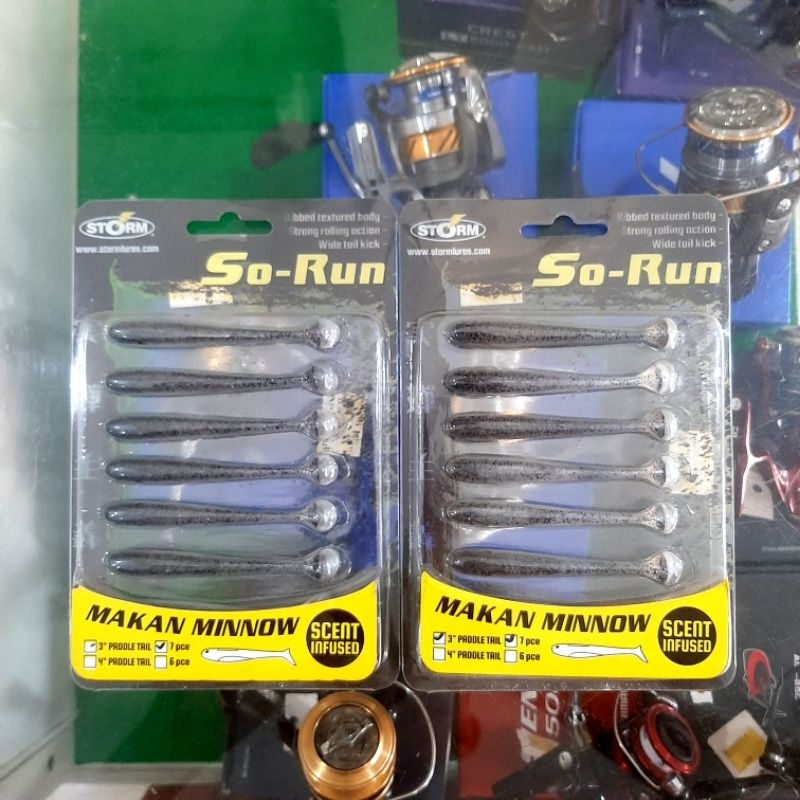 CREST
STORM
www.stormlures.com
Ribbed textured body -
Strong rolling action -
Wide tail kick -
So-Run
MAKAN MINNOW
3" PADDLE TAIL 7 pce
4" PADDLE TAIL 6 pce
SCENT
INFUSED
STORM
www.stormlures.com
Ribbed textured body -
Strong rolling action -
Wide tail kick -
So-Run
MAKAN MINNOW
3" PADDLE TAIL 7 pce
4" PADDLE TAIL 6 pce
SCENT
INFUSED